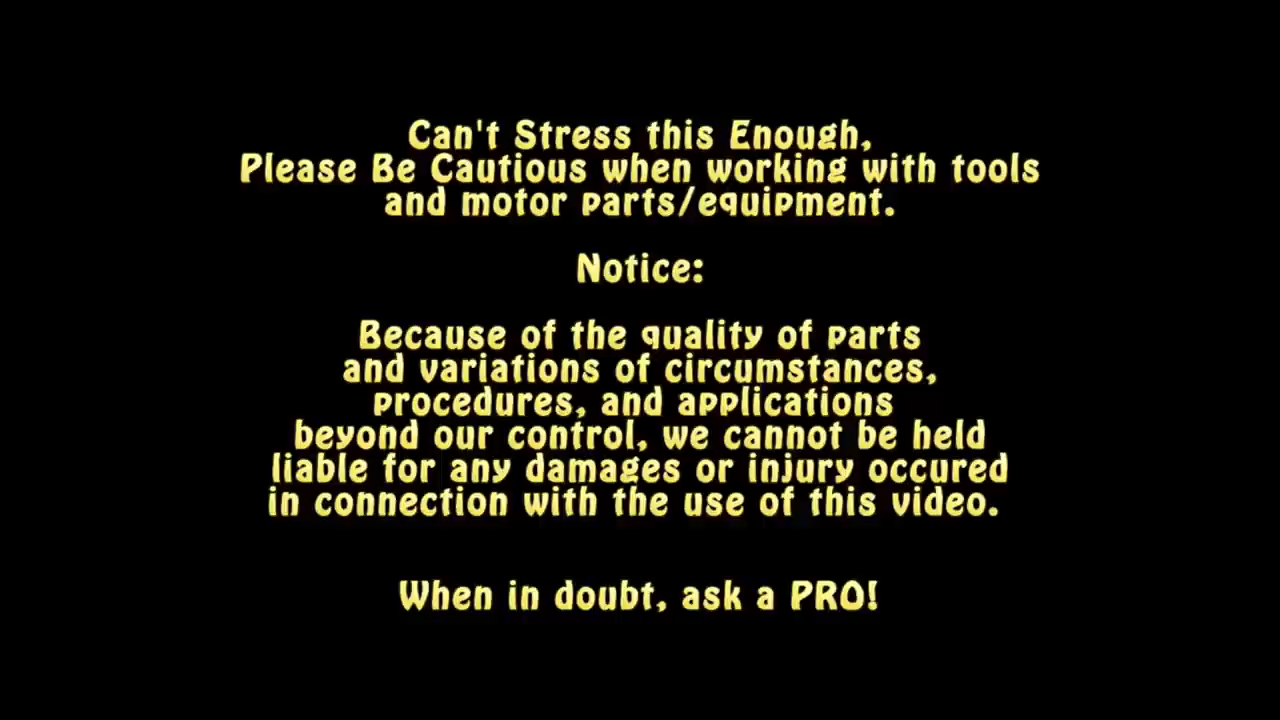 Can't Stress this Enough,
Please Be Cautious when working with tools
and motor parts/equipment.
Notice:
Because of the quality of parts
and variations of circumstances,
procedures, and applications
beyond our control, we cannot be held
liable for any damages or injury occured
in connection with the use of this video.
When in doubt, ask a PRO!